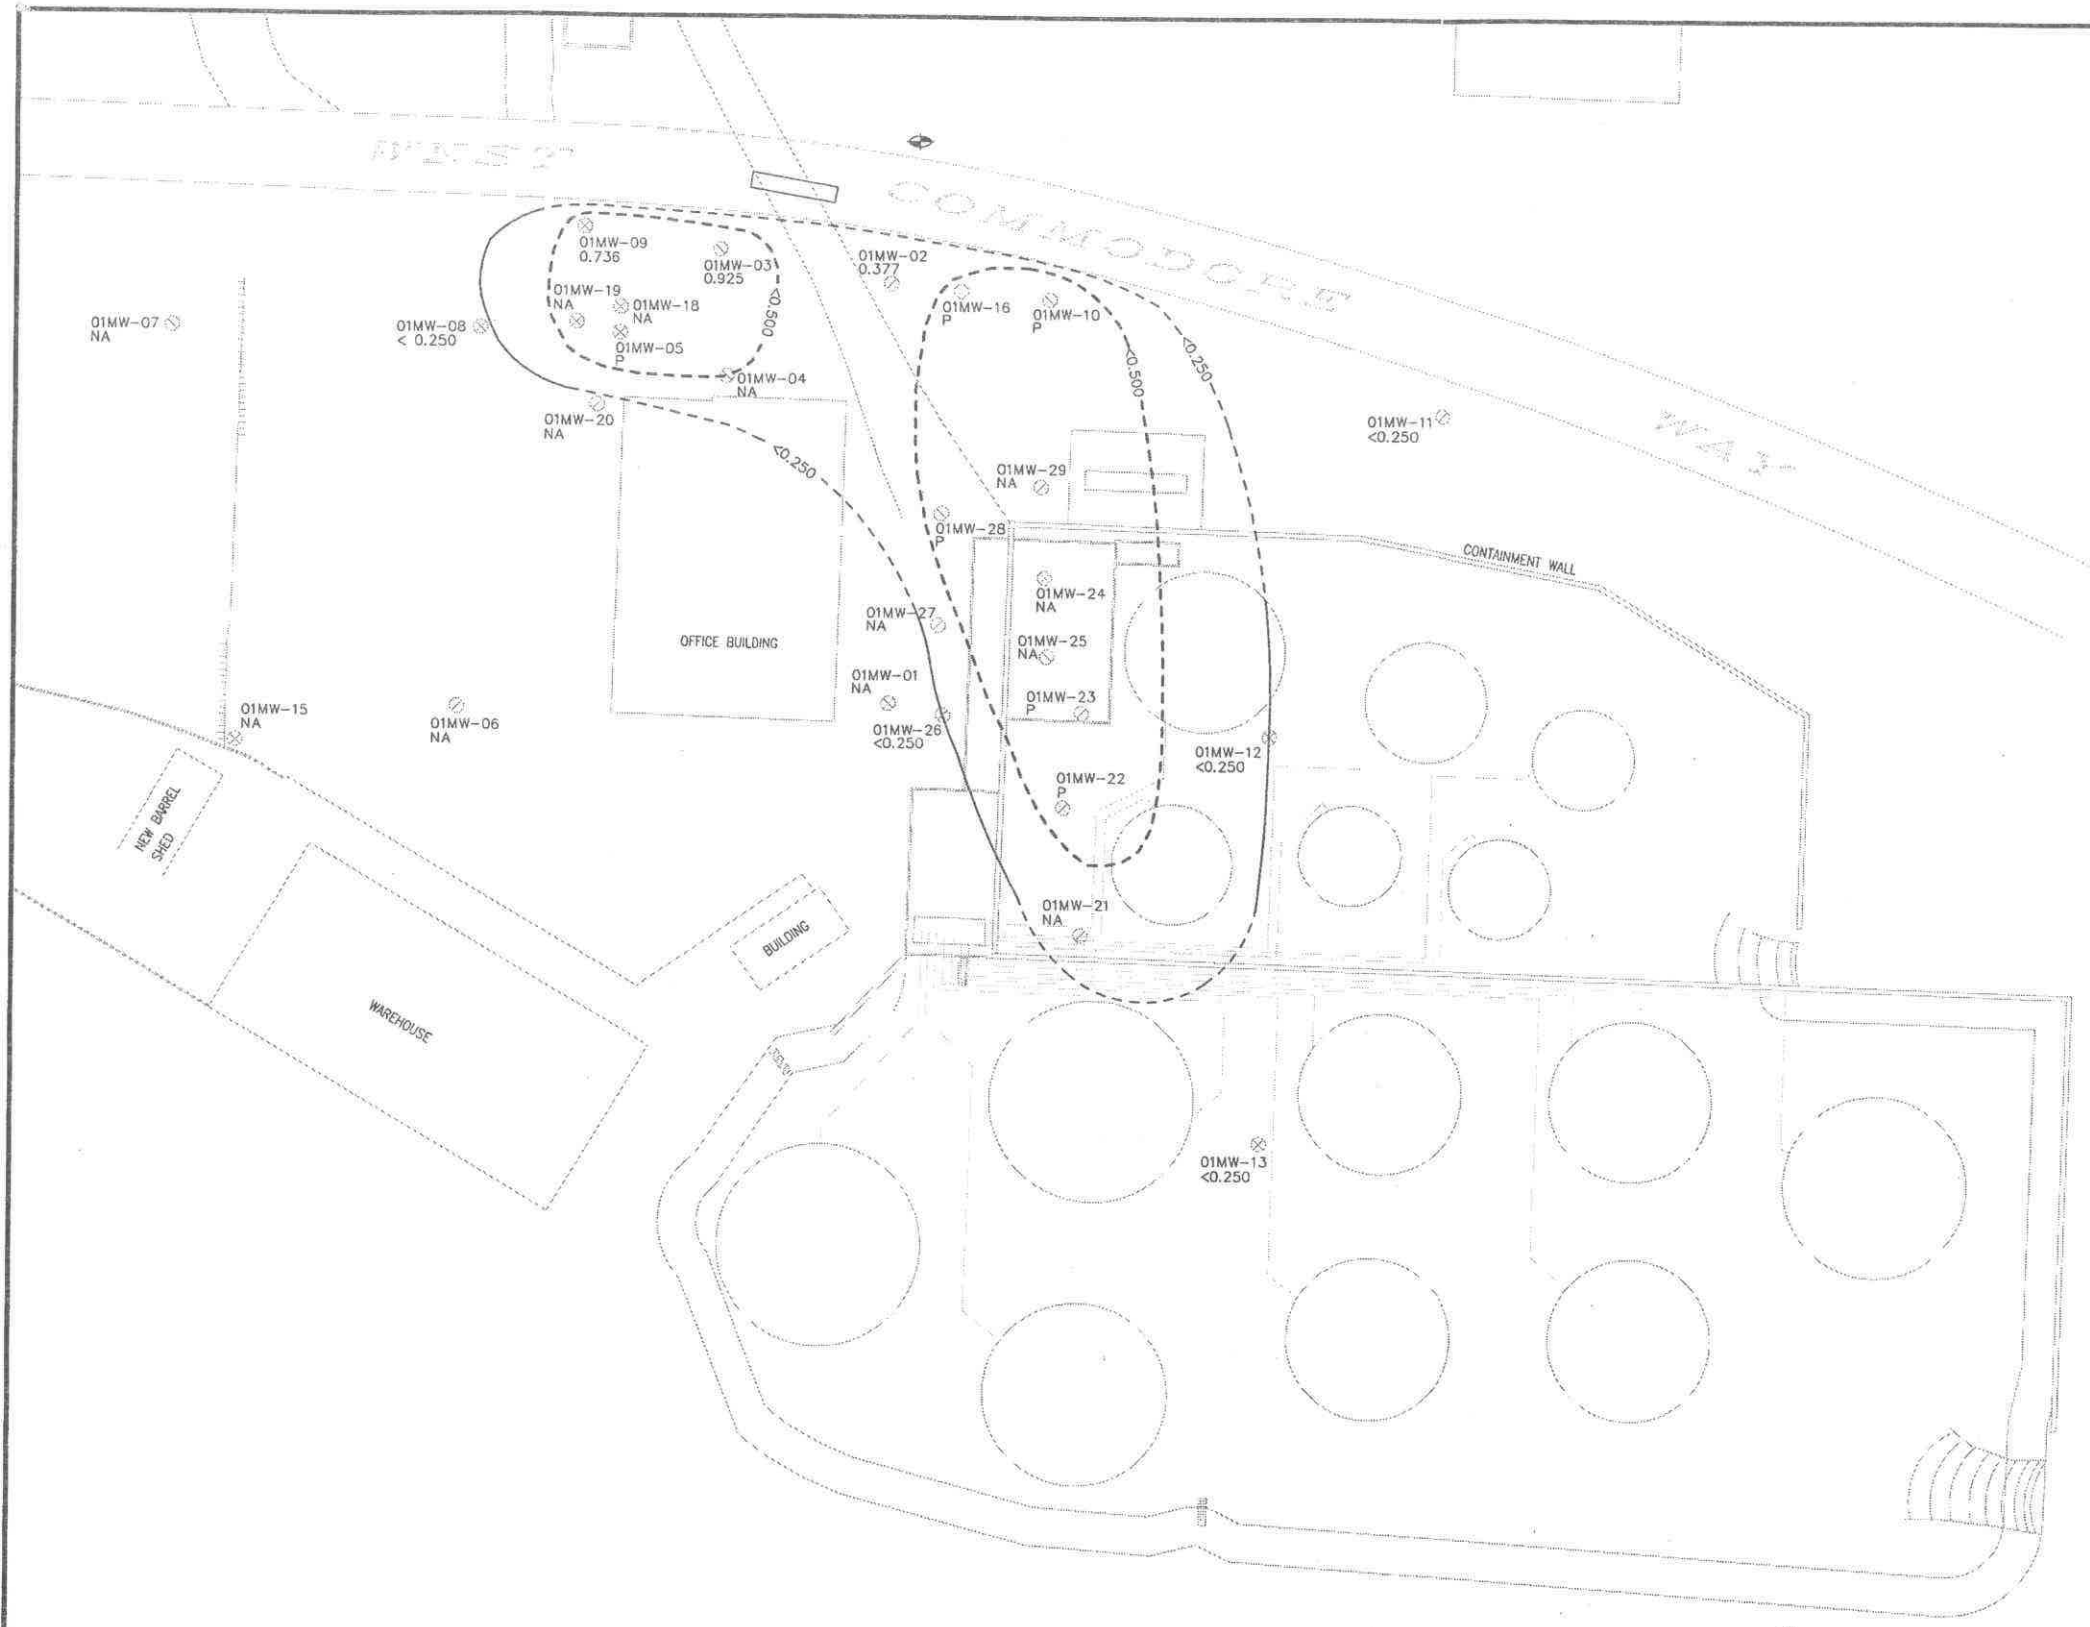 WEST
COMMODORE
WAY
01MW-09
0.736
01MW-03
0.925
01MW-02
0.377
01MW-19
NA
01MW-18
NA
01MW-16
P
01MW-10
P
01MW-07
NA
01MW-08
< 0.250
01MW-05
P
<0.500
<0.500
<0.250
01MW-04
NA
01MW-20
NA
01MW-11
<0.250
<0.250
01MW-29
NA
01MW-28
P
CONTAINMENT WALL
01MW-24
NA
01MW-27
NA
OFFICE BUILDING
01MW-25
NA
01MW-01
NA
01MW-23
P
01MW-15
NA
01MW-06
NA
01MW-26
<0.250
01MW-12
<0.250
01MW-22
P
NEW BARREL
SHED
01MW-21
NA
BUILDING
WAREHOUSE
01MW-13
<0.250